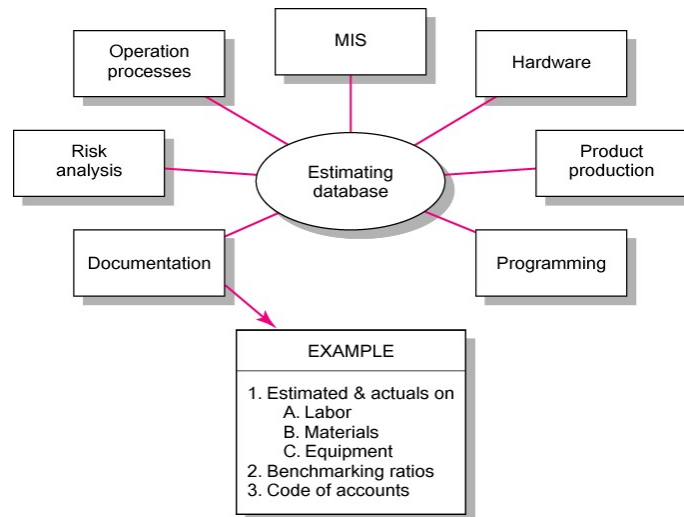 MIS
Operation
processes
Hardware
Risk
analysis
Estimating
database
Product
production
Documentation
Programming
EXAMPLE
1. Estimated & actuals on
A. Labor
B. Materials
C. Equipment
2. Benchmarking ratios
3. Code of accounts